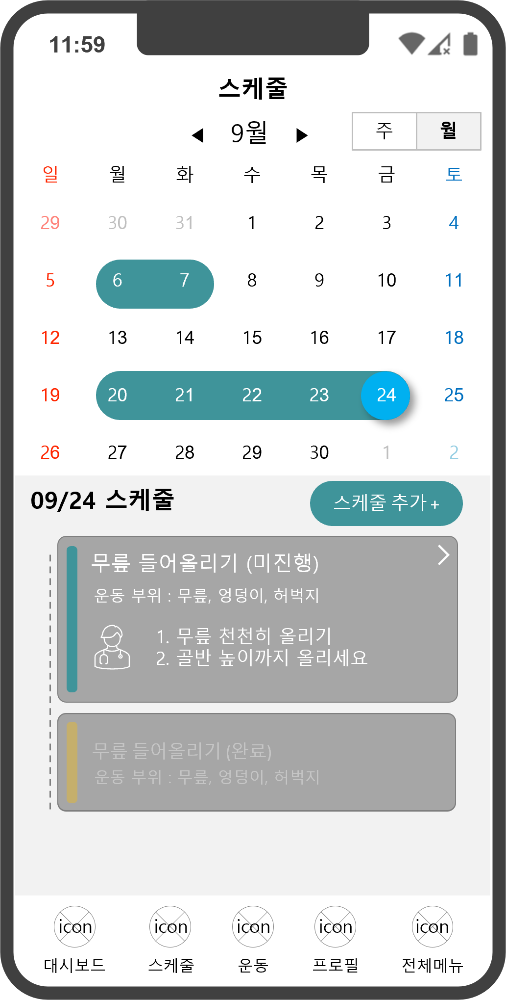 11:59
스케줄
◀ 9월 ▶ 주 월
일 월 화 수 목 금 토
29 30 31 1 2 3 4
5 6 7 8 9 10 11
12 13 14 15 16 17 18
19 20 21 22 23 24 25
26 27 28 29 30 1 2
09/24 스케줄 스케줄 추가 +
무릎 들어올리기 (미진행)
운동 부위 : 무릎, 엉덩이, 허벅지
1. 무릎 천천히 올리기
2. 골반 높이까지 올리세요
무릎 들어올리기 (완료)
운동 부위 : 무릎, 엉덩이, 허벅지
icon icon icon icon icon
대시보드 스케줄 운동 프로필 전체메뉴